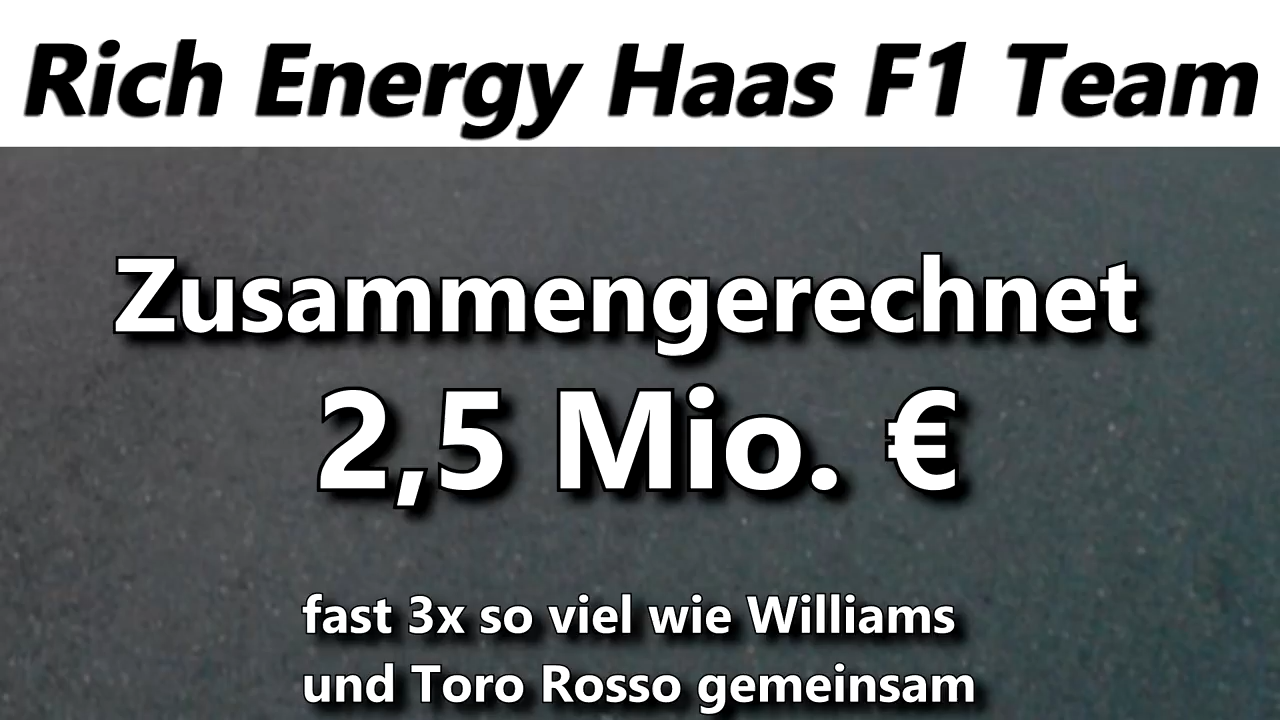 Rich Energy Haas F1 Team
Zusammengerechnet
2,5 Mio. €
fast 3x so viel wie Williams
und Toro Rosso gemeinsam